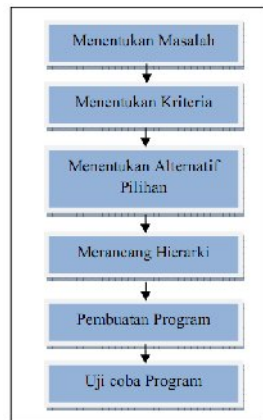 Menentukan Masalah
Menentukan Kriteria
Menentukan Alternatif
Pilihan
Merancang Hierarki
Pembuatan Program
Uji coba Program